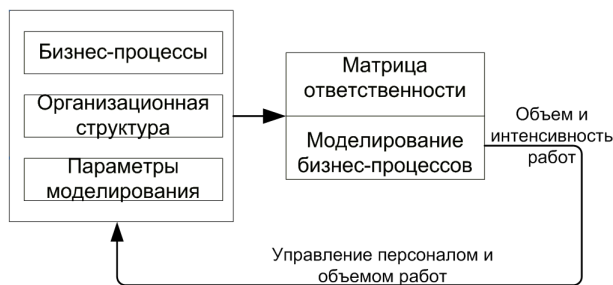 Бизнес-процессы
Организационная
структура
Параметры
моделирования
Матрица
ответственности
Моделирование
бизнес-процессов
Объем и
интенсивность
работ
Управление персоналом и
объемом работ